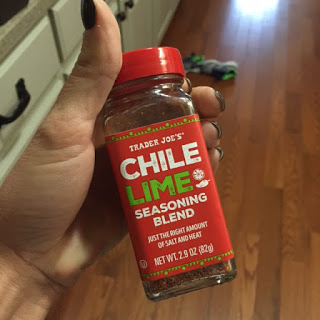 TRADER JOE'S®
CHILE
LIME
SEASONING
BLEND
JUST THE RIGHT AMOUNT
OF SALT AND HEAT
NET WT. 2.9 OZ (82g)